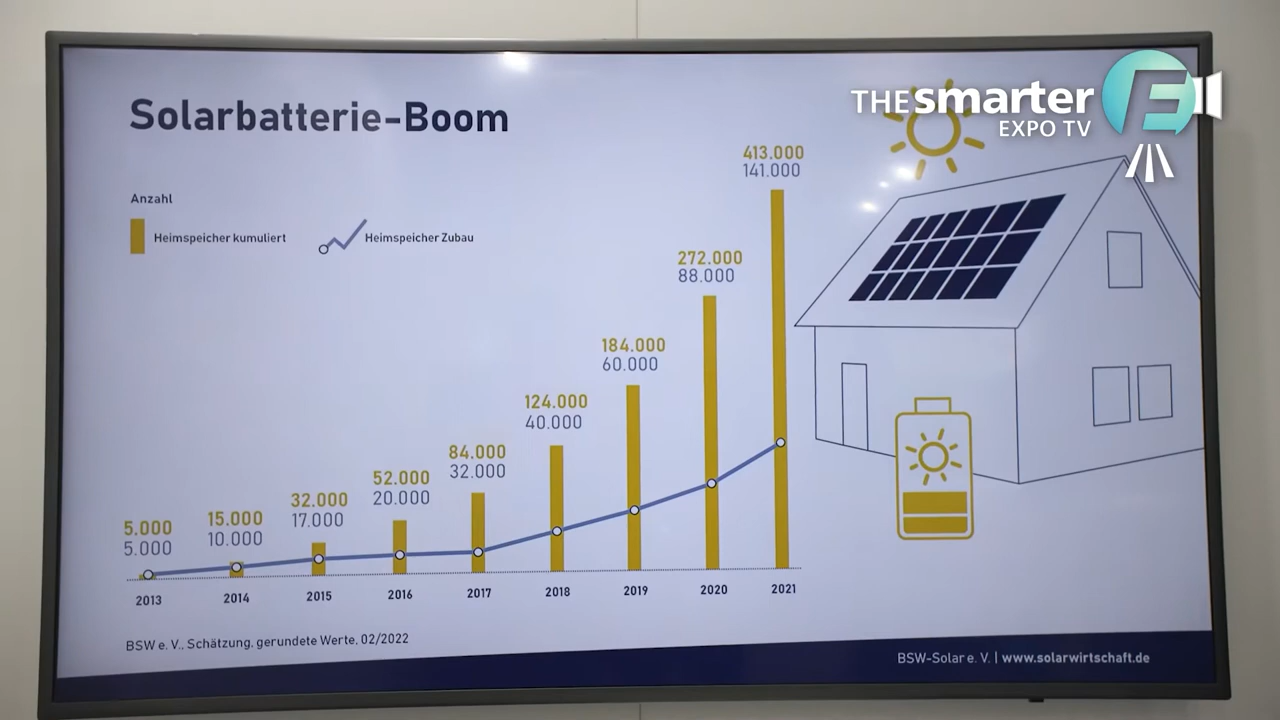 THE smarter E
EXPO TV
Solarbatterie-Boom
Anzahl
Heimspeicher kumuliert
Heimspeicher Zubau
5.000
5.000
15.000
10.000
32.000
17.000
52.000
20.000
84.000
32.000
124.000
40.000
184.000
60.000
272.000
88.000
413.000
141.000
2013 2014 2015 2016 2017 2018 2019 2020 2021
BSW e. V., Schätzung, gerundete Werte, 02/2022
BSW-Solar e. V. | www.solarwirtschaft.de